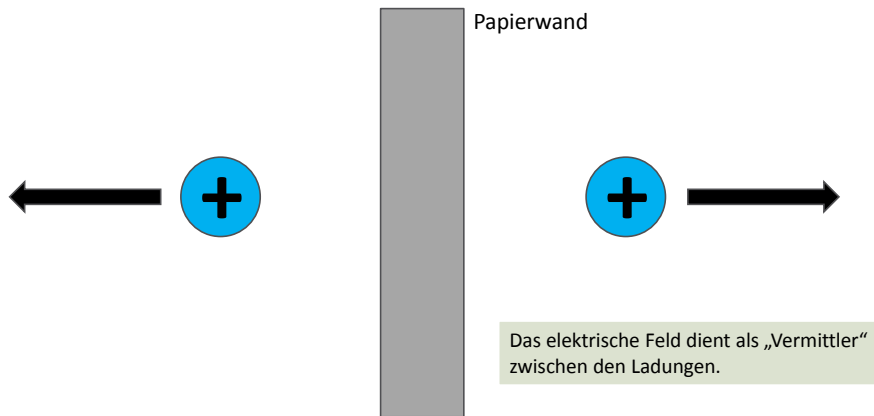 Papierwand
+
+
Das elektrische Feld dient als „Vermittler“
zwischen den Ladungen.